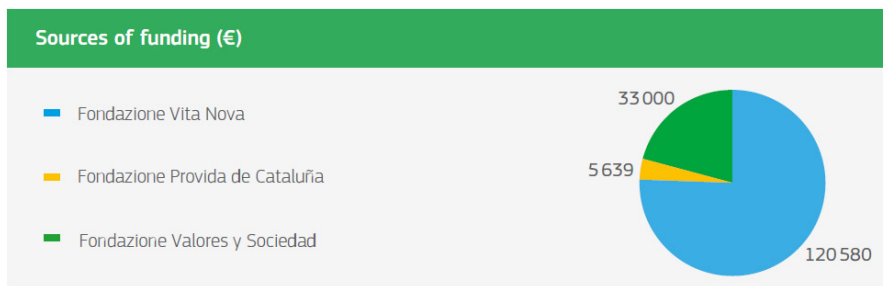 Sources of funding (€)
Fondazione Vita Nova
Fondazione Provida de Cataluña
Fondazione Valores y Sociedad
33 000
5 639
120 580